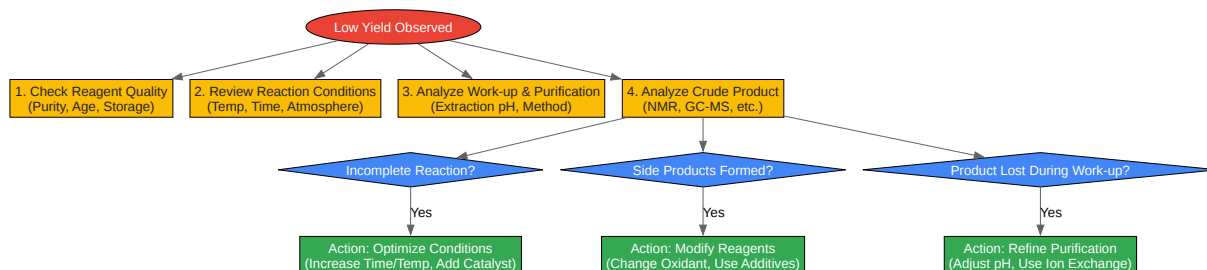 Low Yield Observed
1. Check Reagent Quality
(Purity, Age, Storage)
2. Review Reaction Conditions
(Temp, Time, Atmosphere)
3. Analyze Work-up & Purification
(Extraction pH, Method)
4. Analyze Crude Product
(NMR, GC-MS, etc.)
Incomplete Reaction?
Side Products Formed?
Product Lost During Work-up?
Yes
Yes
Yes
Action: Optimize Conditions
(Increase Time/Temp, Add Catalyst)
Action: Modify Reagents
(Change Oxidant, Use Additives)
Action: Refine Purification
(Adjust pH, Use Ion Exchange)